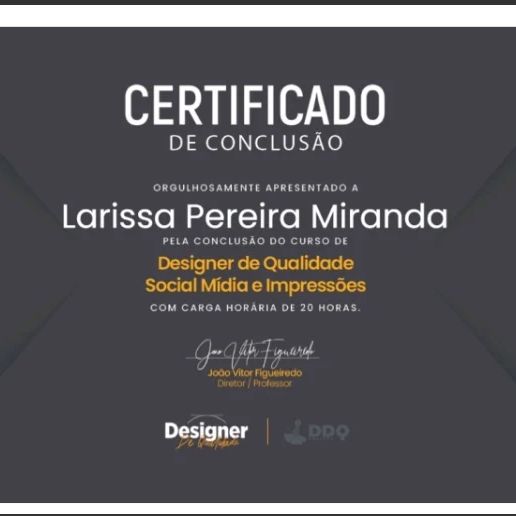 CERTIFICADO
DE CONCLUSÃO
ORGULHOSAMENTE APRESENTADO A
Larissa Pereira Miranda
PELA CONCLUSÃO DO CURSO DE
Designer de Qualidade
Social Mídia e Impressões
COM CARGA HORÁRIA DE 20 HORAS.
João Vitor Figueiredo
João Vitor Figueiredo
Diretor / Professor
Designer
De Qualidade
DDQ